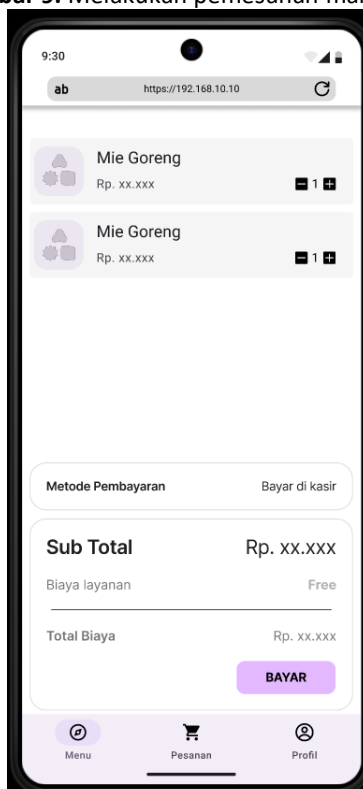 bar 3. Melakukan pemesanan mak
9:30
ab https://192.168.10.10
Mie Goreng
Rp. xx.xxx
1
Mie Goreng
Rp. xx.xxx
1
Metode Pembayaran Bayar di kasir
Sub Total Rp. xx.xxx
Biaya layanan Free
Total Biaya Rp. xx.xxx
BAYAR
Menu Pesanan Profil